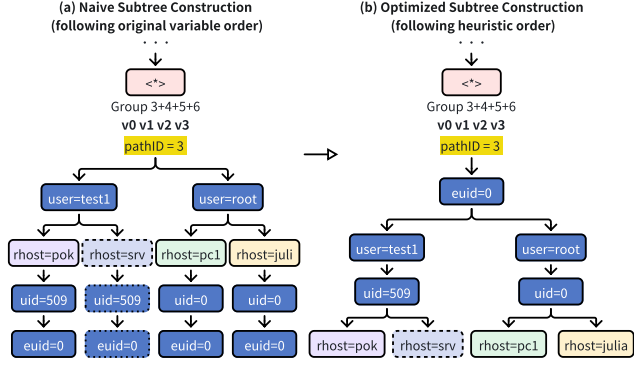 (a) Naive Subtree Construction
(following original variable order)
. . .
<*>
Group 3+4+5+6
v0 v1 v2 v3
pathID = 3
user=test1
user=root
rhost=pok
rhost=srv
rhost=pc1
rhost=juli
uid=509
uid=509
uid=0
uid=0
euid=0
euid=0
euid=0
euid=0
(b) Optimized Subtree Construction
(following heuristic order)
. . .
<*>
Group 3+4+5+6
v0 v1 v2 v3
pathID = 3
euid=0
user=test1
user=root
uid=509
uid=0
rhost=pok
rhost=srv
rhost=pc1
rhost=julia